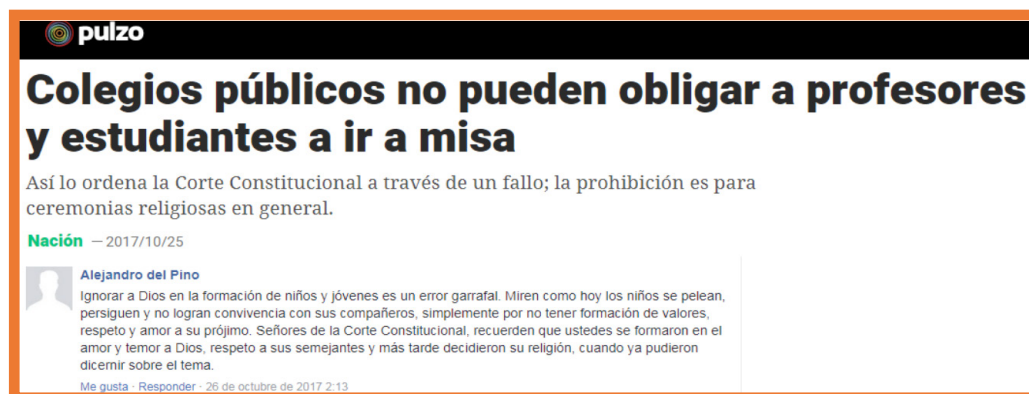 pulzo
Colegios públicos no pueden obligar a profesores
y estudiantes a ir a misa
Así lo ordena la Corte Constitucional a través de un fallo; la prohibición es para
ceremonias religiosas en general.
Nación — 2017/10/25
Alejandro del Pino
Ignorar a Dios en la formación de niños y jóvenes es un error garrafal. Miren como hoy los niños se pelean,
persiguen y no logran convivencia con sus compañeros, simplemente por no tener formación de valores,
respeto y amor a su prójimo. Señores de la Corte Constitucional, recuerden que ustedes se formaron en el
amor y temor a Dios, respeto a sus semejantes y más tarde decidieron su religión, cuando ya pudieron
dicernir sobre el tema.
Me gusta · Responder · 26 de octubre de 2017 2:13